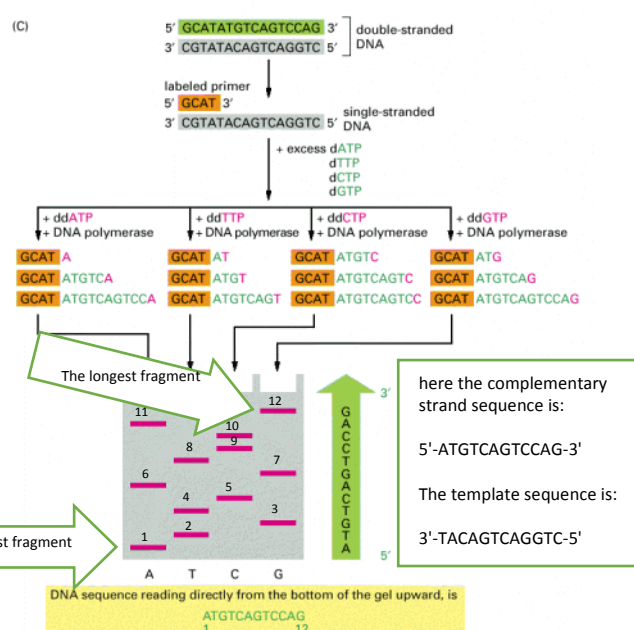 (C)
5' GCATATGTCAGTCCAG 3'
3' CGTATACAGTCAGGTC 5'
double-stranded
DNA
labeled primer
5' GCAT 3'
3' CGTATACAGTCAGGTC 5'
single-stranded
DNA
+ excess dATP
dTTP
dCTP
dGTP
+ ddATP
+ DNA polymerase
+ ddTTP
+ DNA polymerase
+ ddCTP
+ DNA polymerase
+ ddGTP
+ DNA polymerase
GCAT A
GCAT ATGTCA
GCAT ATGTCAGTCCA
GCAT AT
GCAT ATGT
GCAT ATGTCAGT
GCAT ATGTC
GCAT ATGTCAGTC
GCAT ATGTCAGTCC
GCAT ATG
GCAT ATGTCAG
GCAT ATGTCAGTCCAG
The longest fragment
12
11
10
9
8
7
6
5
4
3
2
1
fragment
A T C G
3'
GACCTGACTGTA
5'
here the complementary
strand sequence is:
5'-ATGTCAGTCCAG-3'
The template sequence is:
3'-TACAGTCAGGTC-5'
DNA sequence reading directly from the bottom of the gel upward, is
ATGTCAGTCCAG
1 12